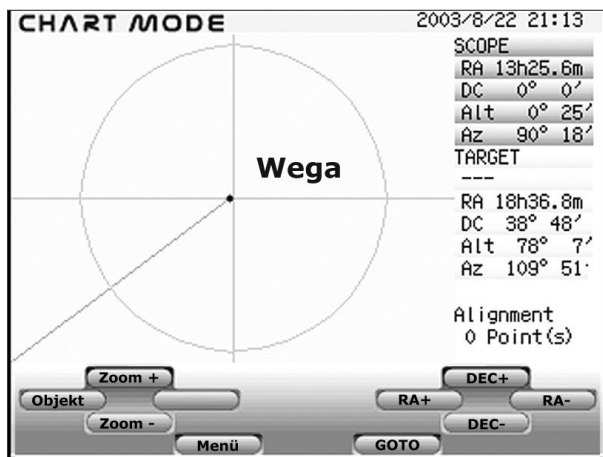 CHART MODE
2003/8/22 21:13
SCOPE
RA 13h25.6m
DC 0° 0′
Alt 0° 25′
Az 90° 18′
TARGET
---
RA 18h36.8m
DC 38° 48′
Alt 78° 7′
Az 109° 51′
Alignment
0 Point(s)
Wega
Zoom +
Objekt
Zoom -
Menü
DEC+
RA+
RA-
DEC-
GOTO